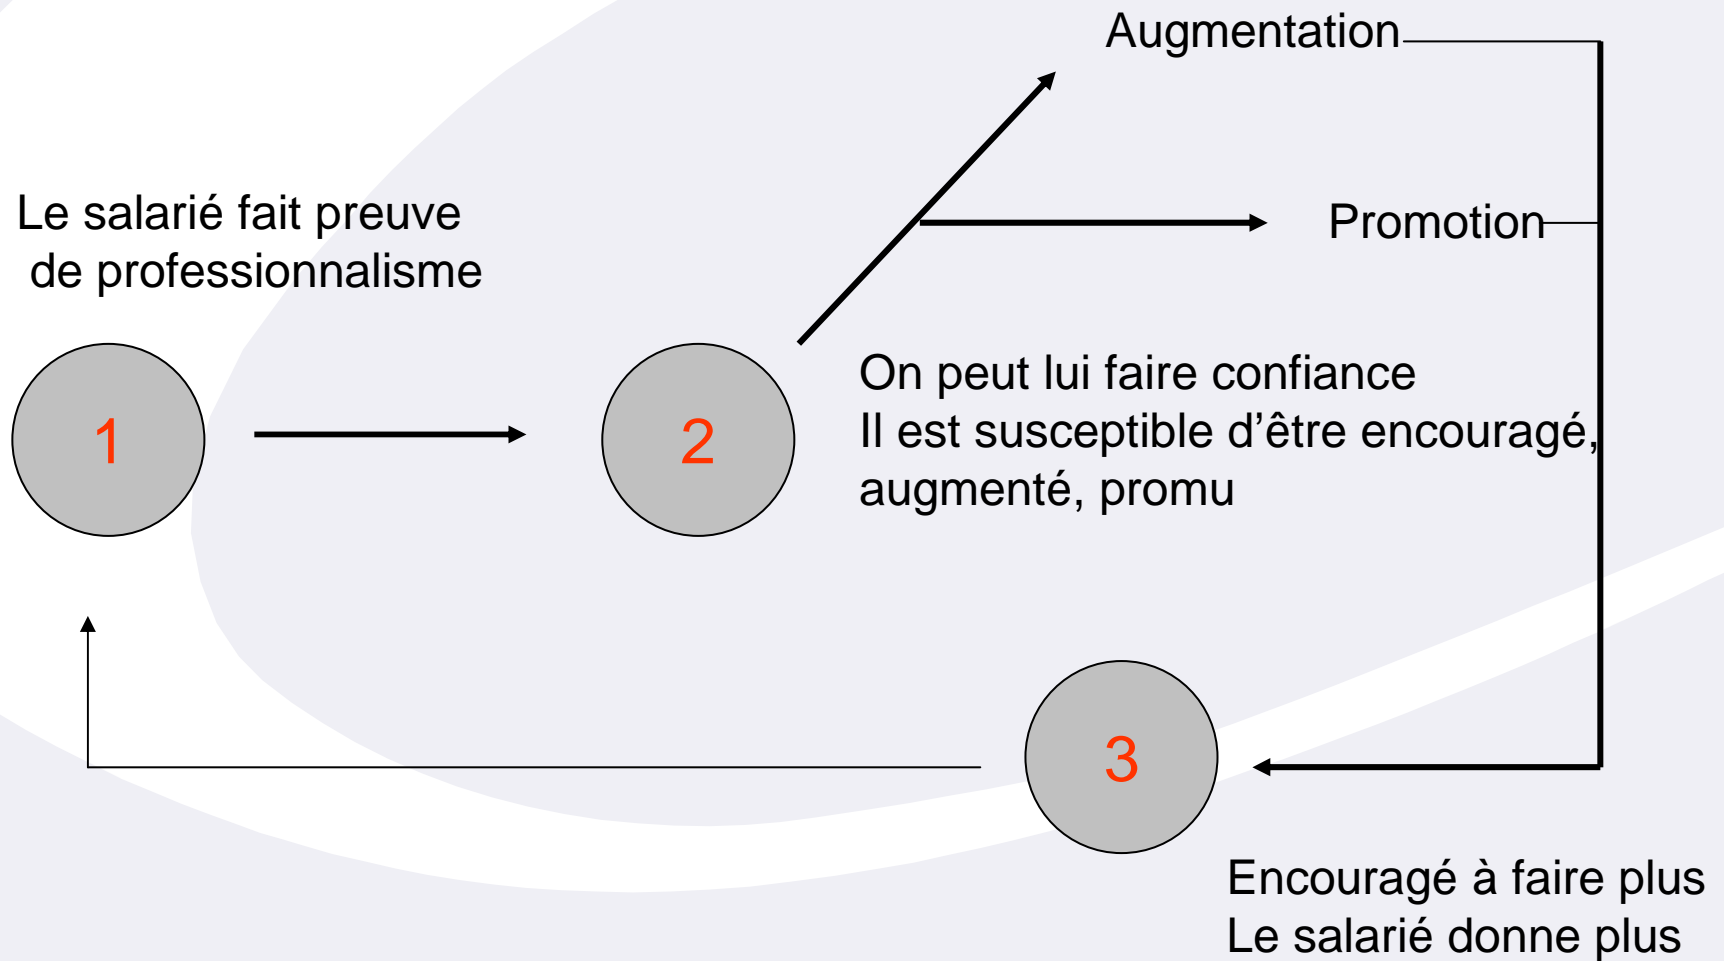 Augmentation
Promotion
Le salarié fait preuve
de professionnalisme
1
2
On peut lui faire confiance
Il est susceptible d’être encouragé,
augmenté, promu
3
Encouragé à faire plus
Le salarié donne plus